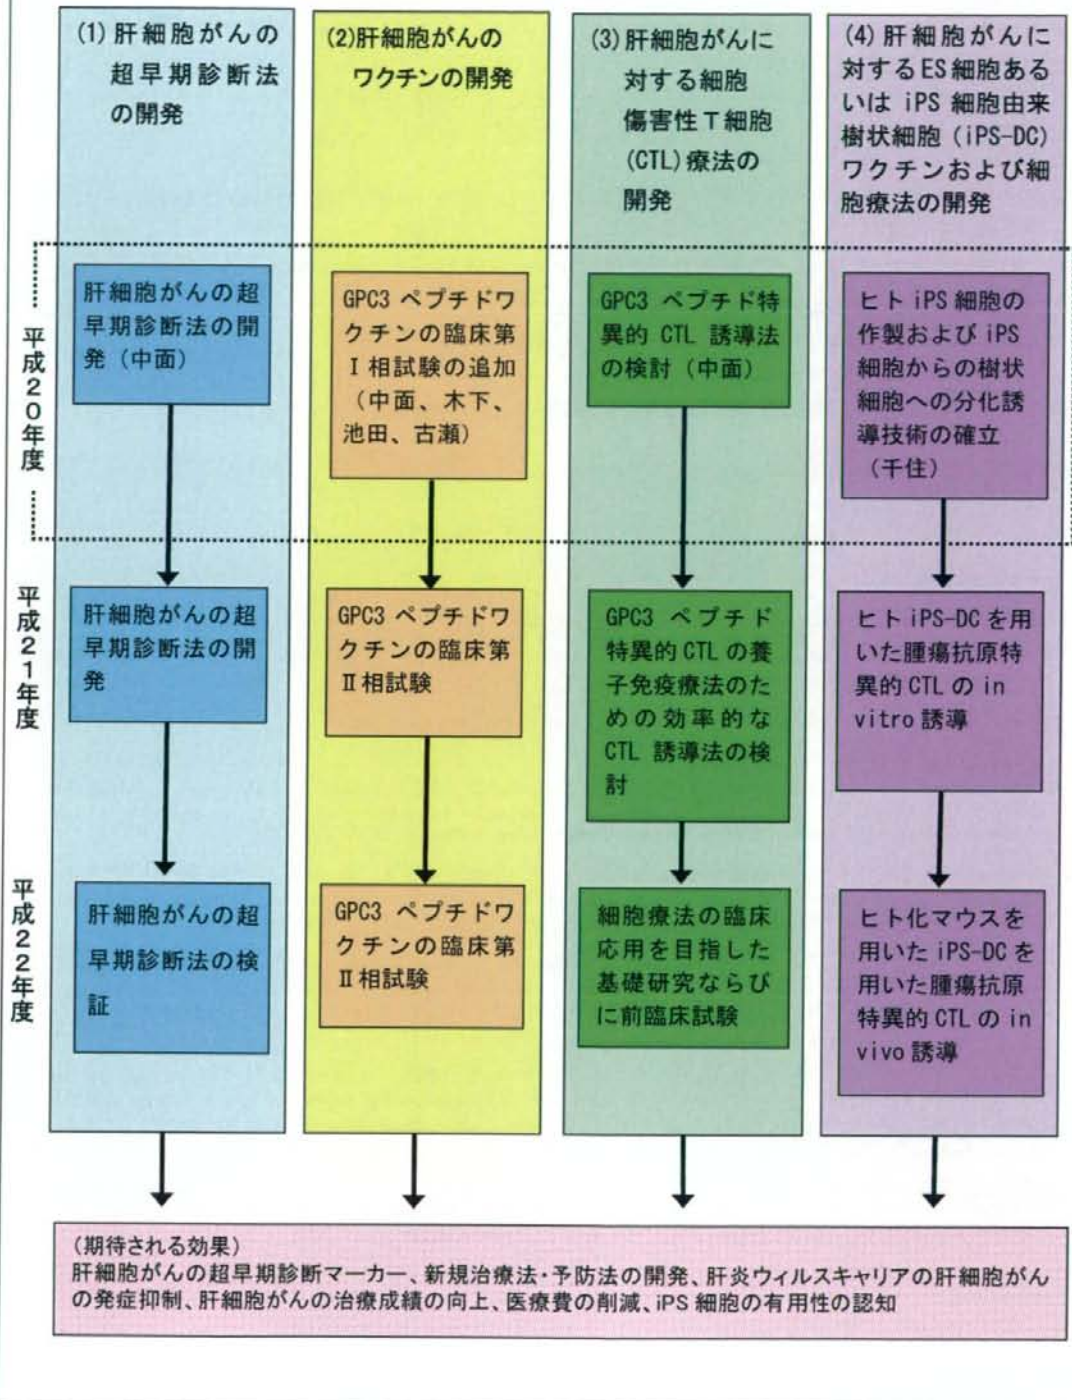 (1) 肝細胞がんの
超早期診断法
の開発
(2)肝細胞がんの
ワクチンの開発
(3) 肝細胞がんに
対する細胞
傷害性T細胞
(CTL)療法の
開発
(4) 肝細胞がんに
対するES細胞ある
いは iPS 細胞由来
樹状細胞(iPS-DC)
ワクチンおよび細
胞療法の開発
平成20年度
肝細胞がんの超
早期診断法の開
発(中面)
GPC3 ペプチドワ
クチンの臨床第
Ⅰ相試験の追加
(中面、木下、
池田、古瀬)
GPC3 ペプチド特
異的 CTL 誘導法
の検討(中面)
ヒト iPS 細胞の
作製および iPS
細胞からの樹状
細胞への分化誘
導技術の確立
(千住)
平成21年度
肝細胞がんの超
早期診断法の開
発
GPC3 ペプチドワ
クチンの臨床第
Ⅱ相試験
GPC3 ペプチド
特異的 CTL の養
子免疫療法のた
めの効率的な
CTL 誘導法の検
討
ヒト iPS-DC を用
いた腫瘍抗原特
異的 CTL の in
vitro 誘導
平成22年度
肝細胞がんの超
早期診断法の検
証
GPC3 ペプチドワ
クチンの臨床第
Ⅱ相試験
細胞療法の臨床
応用を目指した
基礎研究ならび
に前臨床試験
ヒト化マウスを
用いた iPS-DC を
用いた腫瘍抗原
特異的 CTL の in
vivo 誘導
(期待される効果)
肝細胞がんの超早期診断マーカー、新規治療法・予防法の開発、肝炎ウィルスキャリアの肝細胞がん
の発症抑制、肝細胞がんの治療成績の向上、医療費の削減、iPS 細胞の有用性の認知